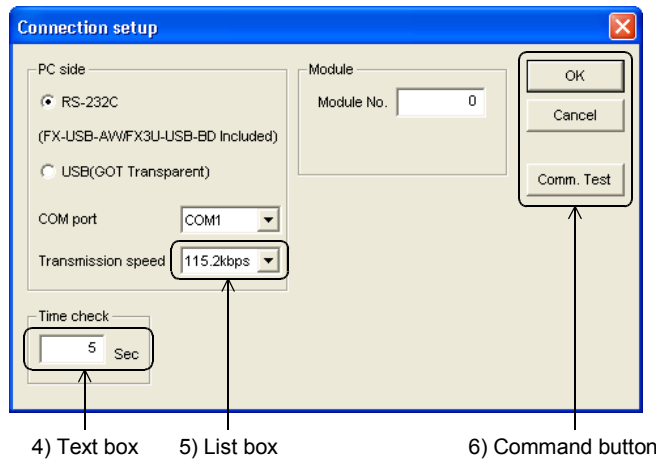 Connection setup
PC side
RS-232C
(FX-USB-AW/FX3U-USB-BD Included)
USB(GOT Transparent)
COM port COM1
Transmission speed 115.2kbps
Time check
5 Sec
Module
Module No. 0
OK
Cancel
Comm. Test
4) Text box 5) List box 6) Command button